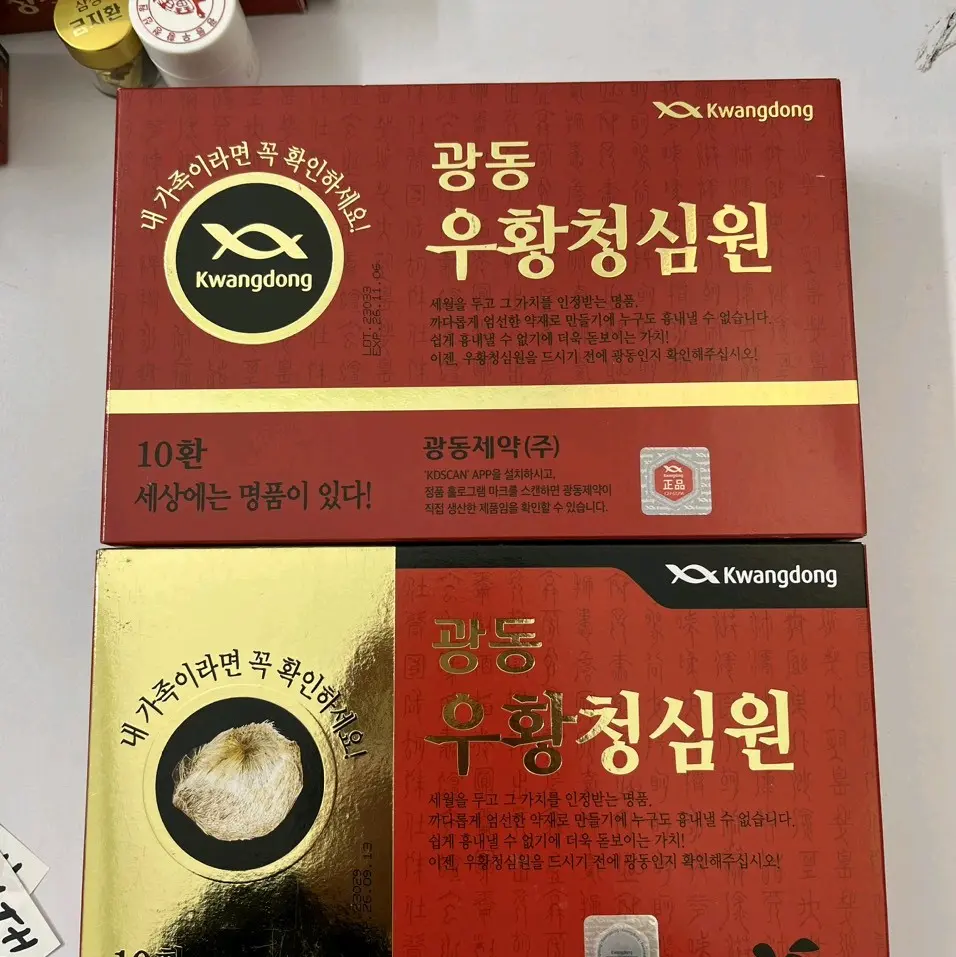 금지환
Kwangdong
내 가족이라면 꼭 확인하세요!
Kwangdong
LOT. 23033
EXP. 26.11.06
광동
우황청심원
세월을 두고 그 가치를 인정받는 명품.
까다롭게 엄선한 약재로 만들기에 누구도 흉내낼 수 없습니다.
쉽게 흉내낼 수 없기에 더욱 돋보이는 가치!
이젠, 우황청심원을 드시기 전에 광동인지 확인해주십시오!
10환
세상에는 명품이 있다!
광동제약(주)
'KDSCAN' APP을 설치하시고,
정품 홀로그램 마크를 스캔하면 광동제약이
직접 생산한 제품임을 확인할 수 있습니다.
正品
Kwangdong
내 가족이라면 꼭 확인하세요!
23029
26.09.13
광동
우황청심원
세월을 두고 그 가치를 인정받는 명품.
까다롭게 엄선한 약재로 만들기에 누구도 흉내낼 수 없습니다.
쉽게 흉내낼 수 없기에 더욱 돋보이는 가치!
이젠, 우황청심원을 드시기 전에 광동인지 확인해주십시오!